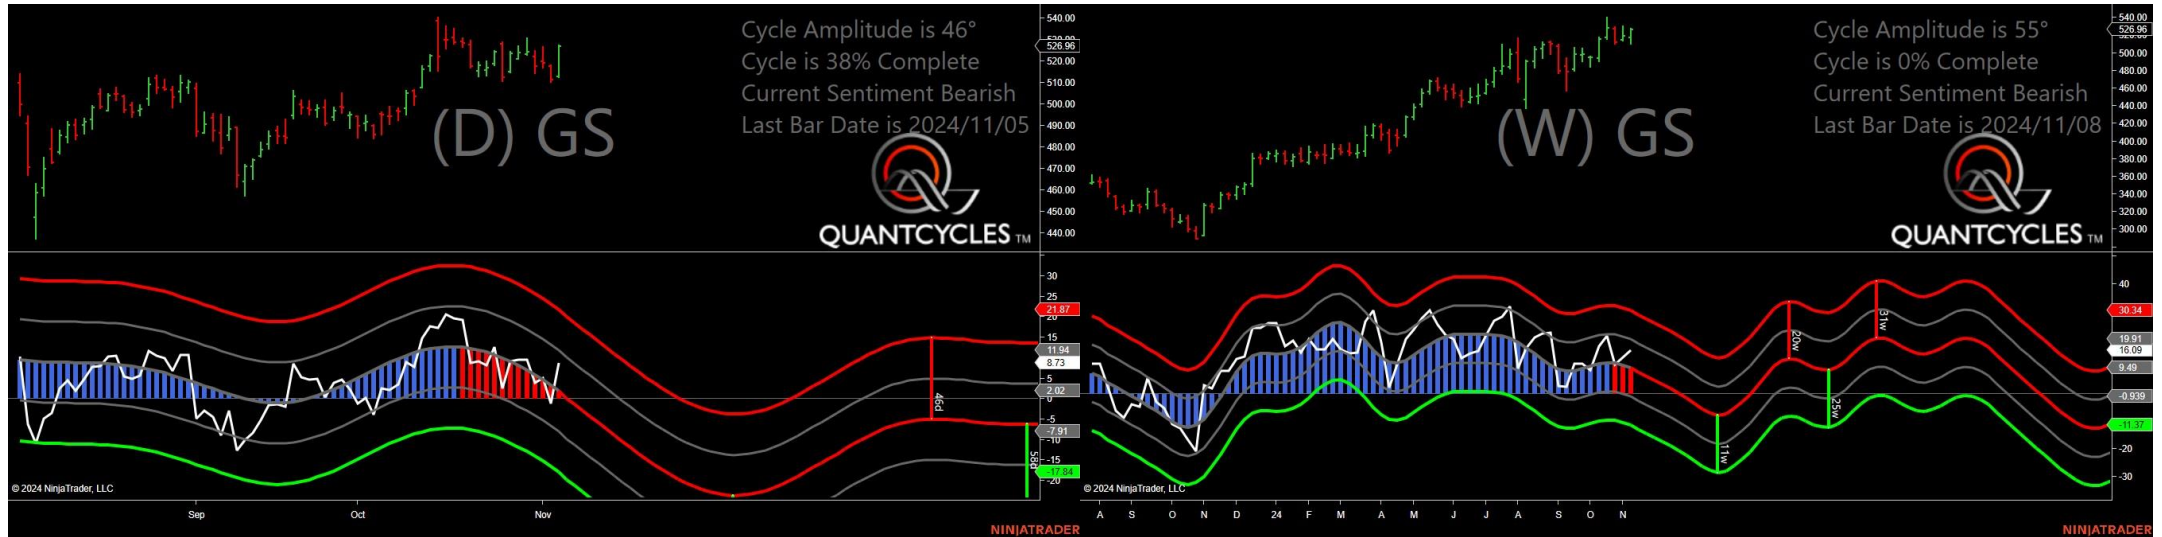 Cycle Amplitude is 46°
Cycle is 38% Complete
Current Sentiment Bearish
Last Bar Date is 2024/11/05
(D) GS
QUANTCYCLES TM
540.00
526.96
520.00
510.00
500.00
490.00
480.00
470.00
460.00
450.00
440.00
30
25
21.87
20
15
11.94
8.73
5
2.02
0
-5
-7.91
-10
-15
-17.84
-20
46d
58d
© 2024 NinjaTrader, LLC
Sep Oct Nov
NINJATRADER
Cycle Amplitude is 55°
Cycle is 0% Complete
Current Sentiment Bearish
Last Bar Date is 2024/11/08
(W) GS
QUANTCYCLES TM
540.00
526.96
500.00
480.00
460.00
440.00
420.00
400.00
380.00
360.00
340.00
320.00
300.00
40
30.34
19.91
16.09
9.49
-0.939
-11.37
-20
-30
11w
20w
25w
31w
© 2024 NinjaTrader, LLC
A S O N D 24 F M A M J J A S O N
NINJATRADER